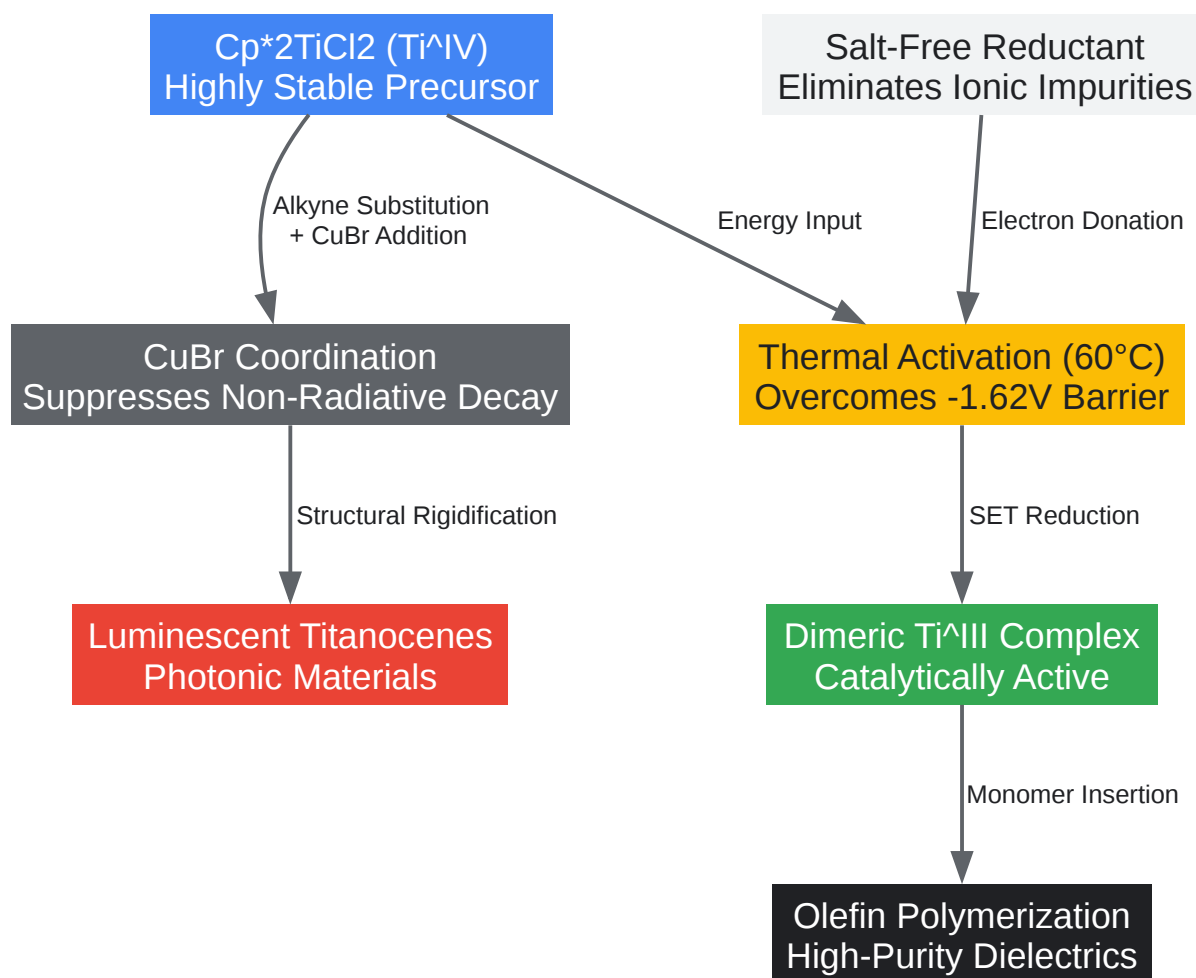 Cp*2TiCl2 (Ti^IV)
Highly Stable Precursor
Salt-Free Reductant
Eliminates Ionic Impurities
Alkyne Substitution
+ CuBr Addition
Energy Input
Electron Donation
CuBr Coordination
Suppresses Non-Radiative Decay
Thermal Activation (60°C)
Overcomes -1.62V Barrier
Structural Rigidification
SET Reduction
Luminescent Titanocenes
Photonic Materials
Dimeric Ti^III Complex
Catalytically Active
Monomer Insertion
Olefin Polymerization
High-Purity Dielectrics